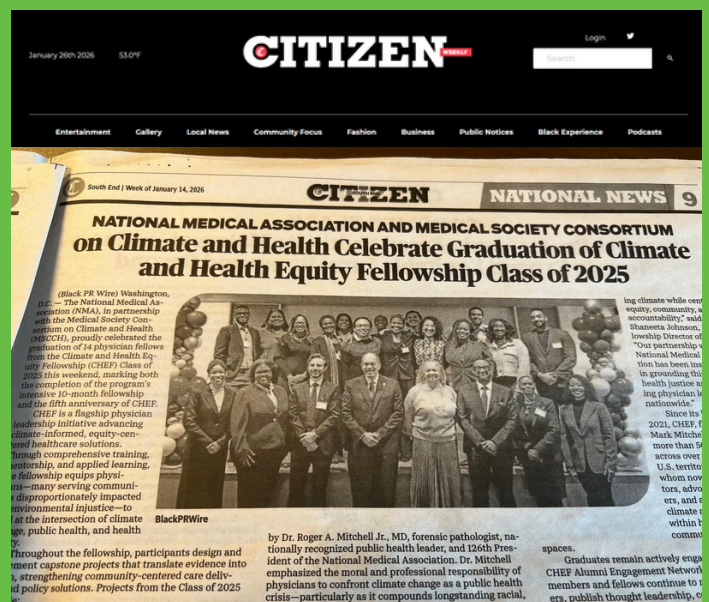 January 26th 2026
53.0°F
CITIZEN
WEEKLY
Login
Search
Entertainment
Gallery
Local News
Community Focus
Fashion
Business
Public Notices
Black Experience
Podcasts
South End | Week of January 14, 2026
CITIZEN
NATIONAL NEWS
9
NATIONAL MEDICAL ASSOCIATION AND MEDICAL SOCIETY CONSORTIUM
on Climate and Health Celebrate Graduation of Climate
and Health Equity Fellowship Class of 2025
(Black PR Wire) Washington,
D.C. — The National Medical As-
sociation (NMA), in partnership
with the Medical Society Con-
sortium on Climate and Health
(MSCCH), proudly celebrated the
graduation of 14 physician fellows
from the Climate and Health Eq-
uity Fellowship (CHEF) Class of
2025 this weekend, marking both
the completion of the program's
intensive 10-month fellowship
and the fifth anniversary of CHEF.
CHEF is a flagship physician
leadership initiative advancing
climate-informed, equity-cen-
ered healthcare solutions.
hrough comprehensive training,
entorship, and applied learning,
e fellowship equips physi-
ns—many serving communi-
s disproportionately impacted
environmental injustice—to
at the intersection of climate
ge, public health, and health
y.
Throughout the fellowship, participants design and
ment capstone projects that translate evidence into
n, strengthening community-centered care deliv-
d policy solutions. Projects from the Class of 2025
BlackPRWire
by Dr. Roger A. Mitchell Jr., MD, forensic pathologist, na-
tionally recognized public health leader, and 126th Pres-
ident of the National Medical Association. Dr. Mitchell
emphasized the moral and professional responsibility of
physicians to confront climate change as a public health
crisis—particularly as it compounds longstanding racial,
ing climate while cen
equity, community, a
accountability," said
Shaneeta Johnson,
lowship Director of
"Our partnership w
National Medical
tion has been ins
in grounding thi
health justice a
ing physician le
nationwide."
Since its
2021, CHEF, f
Mark Mitche
more than 5
across over
U.S. territo
whom now
tors, advo
ers, and
climate a
within h
commu
spaces.
Graduates remain actively enga
CHEF Alumni Engagement Network
members and fellows continue to
ers, publish thought leadership, c